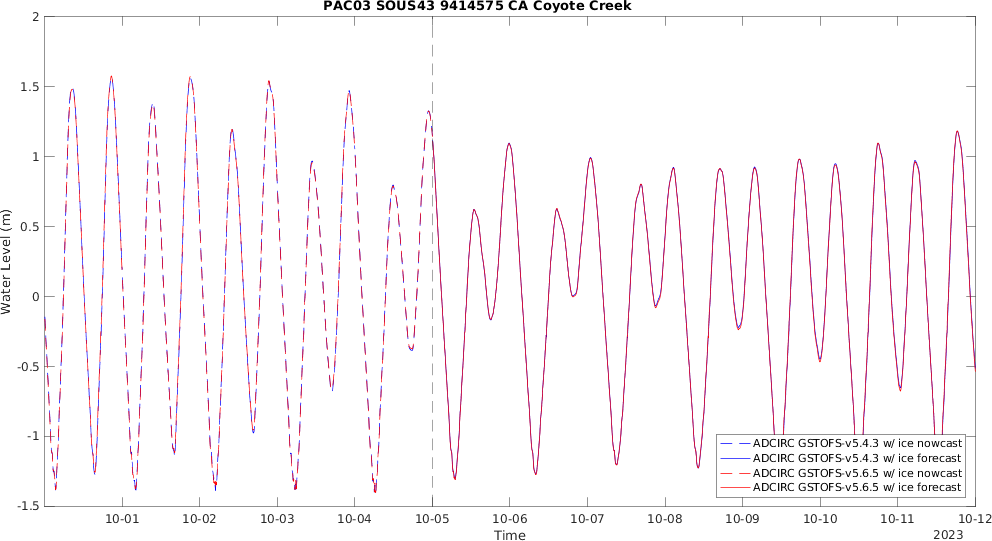 PAC03 SOUS43 9414575 CA Coyote Creek
2
1.5
1
0.5
0
-0.5
-1
-1.5
Water Level (m)
ADCIRC GSTOFS-v5.4.3 w/ ice nowcast
ADCIRC GSTOFS-v5.4.3 w/ ice forecast
ADCIRC GSTOFS-v5.6.5 w/ ice nowcast
ADCIRC GSTOFS-v5.6.5 w/ ice forecast
10-01 10-02 10-03 10-04 10-05 10-06 10-07 10-08 10-09 10-10 10-11 10-12
Time
2023